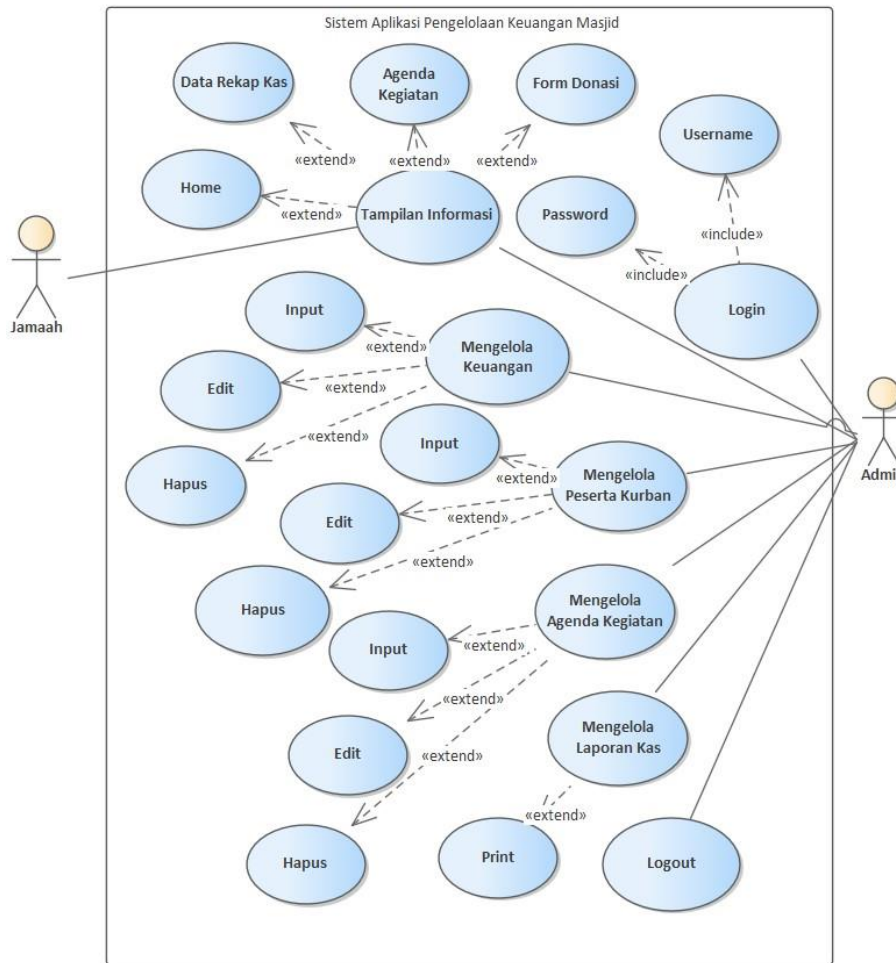 Sistem Aplikasi Pengelolaan Keuangan Masjid
Data Rekap Kas
Agenda
Kegiatan
Form Donasi
Username
«extend»
«extend»
«extend»
Home
«extend»
Tampilan Informasi
Password
«include»
«include»
Login
Jamaah
Input
«extend»
Mengelola
Keuangan
Edit
«extend»
«extend»
Input
Hapus
«extend»
Mengelola
Peserta Kurban
Admi
Edit
«extend»
«extend»
Hapus
Mengelola
Agenda Kegiatan
Input
«extend»
«extend»
Edit
«extend»
Mengelola
Laporan Kas
«extend»
Hapus
Print
Logout